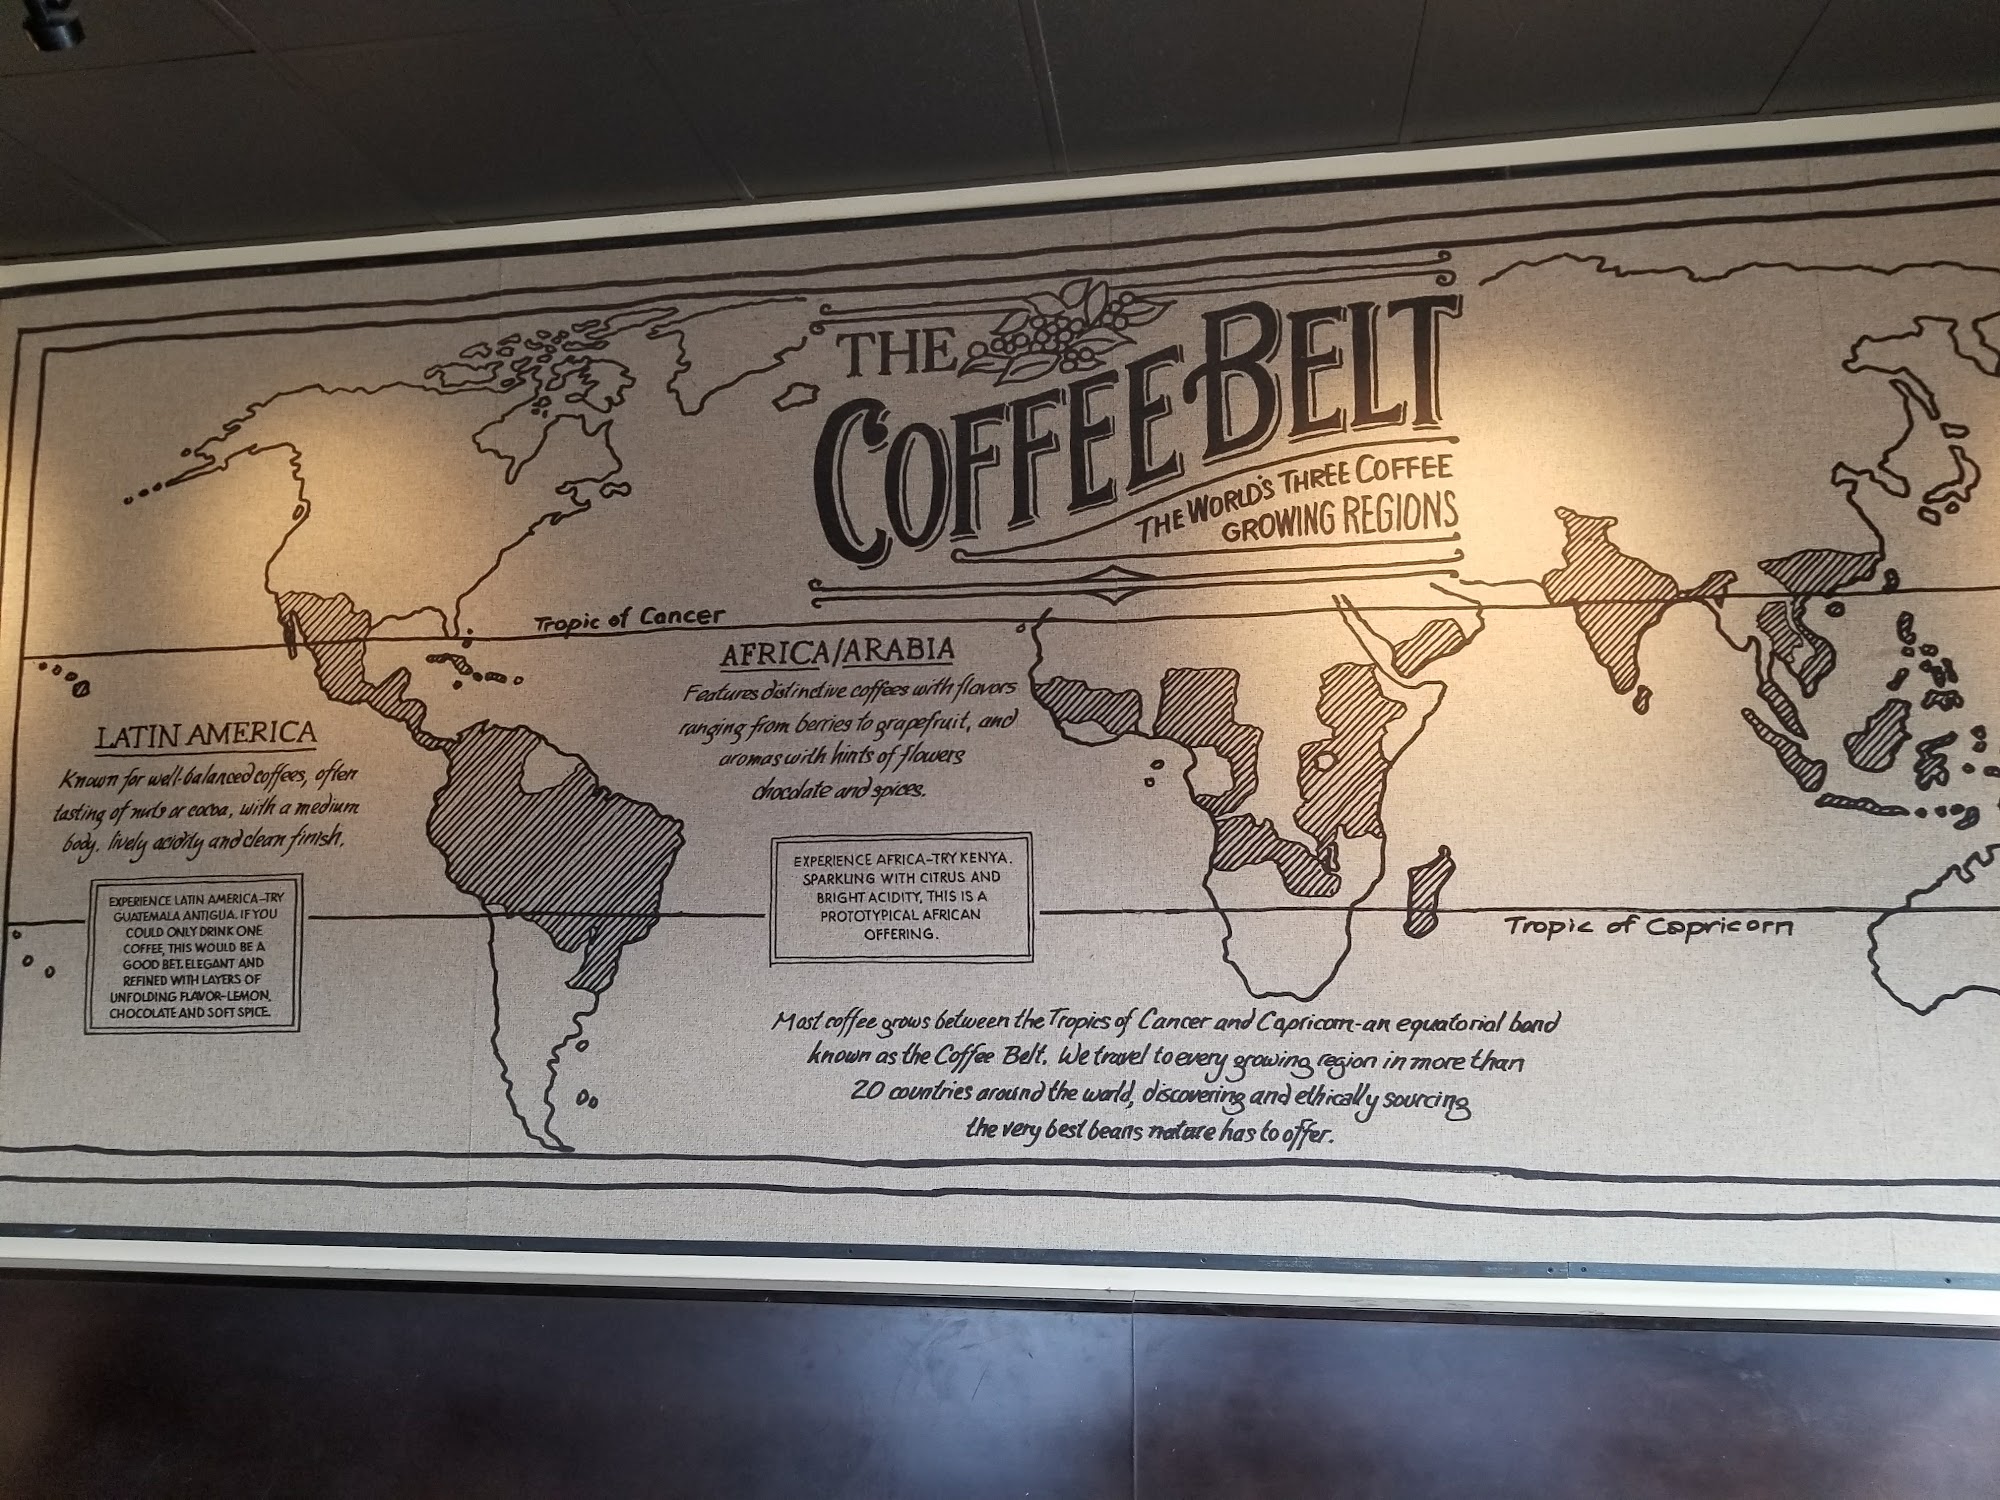 THE
COFFEE BELT
THE WORLD'S THREE COFFEE
GROWING REGIONS
Tropic of Cancer
AFRICA/ARABIA
Features distinctive coffees with flavors
ranging from berries to grapefruit, and
aromas with hints of flowers
chocolate and spices.
LATIN AMERICA
Known for well-balanced coffees, often
tasting of nuts or cocoa, with a medium
body, lively acidity and clean finish.
EXPERIENCE AFRICA-TRY KENYA.
SPARKLING WITH CITRUS AND
BRIGHT ACIDITY, THIS IS A
PROTOTYPICAL AFRICAN
OFFERING.
EXPERIENCE LATIN AMERICA-TRY
GUATEMALA ANTIGUA. IF YOU
COULD ONLY DRINK ONE
COFFEE, THIS WOULD BE A
GOOD BET. ELEGANT AND
REFINED WITH LAYERS OF
UNFOLDING FLAVOR-LEMON,
CHOCOLATE AND SOFT SPICE.
Tropic of Capricorn
Most coffee grows between the Tropics of Cancer and Capricorn-an equatorial band
known as the Coffee Belt. We travel to every growing region in more than
20 countries around the world, discovering and ethically sourcing
the very best beans nature has to offer.